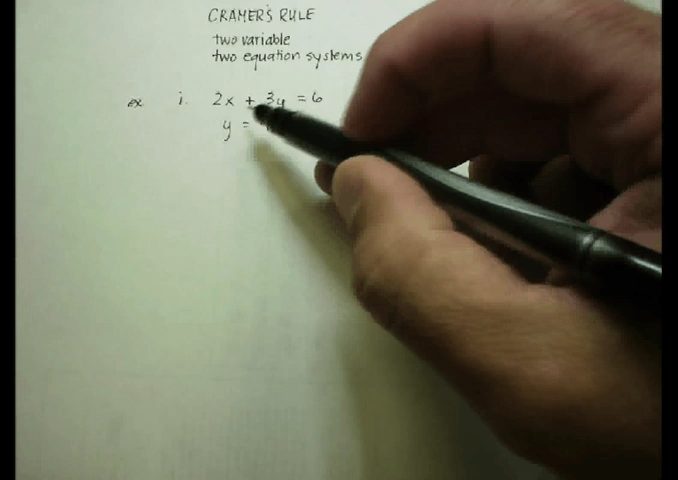 CRAMER'S RULE
two variable
two equation systems
ex i. 2x + 3y = 6
y =